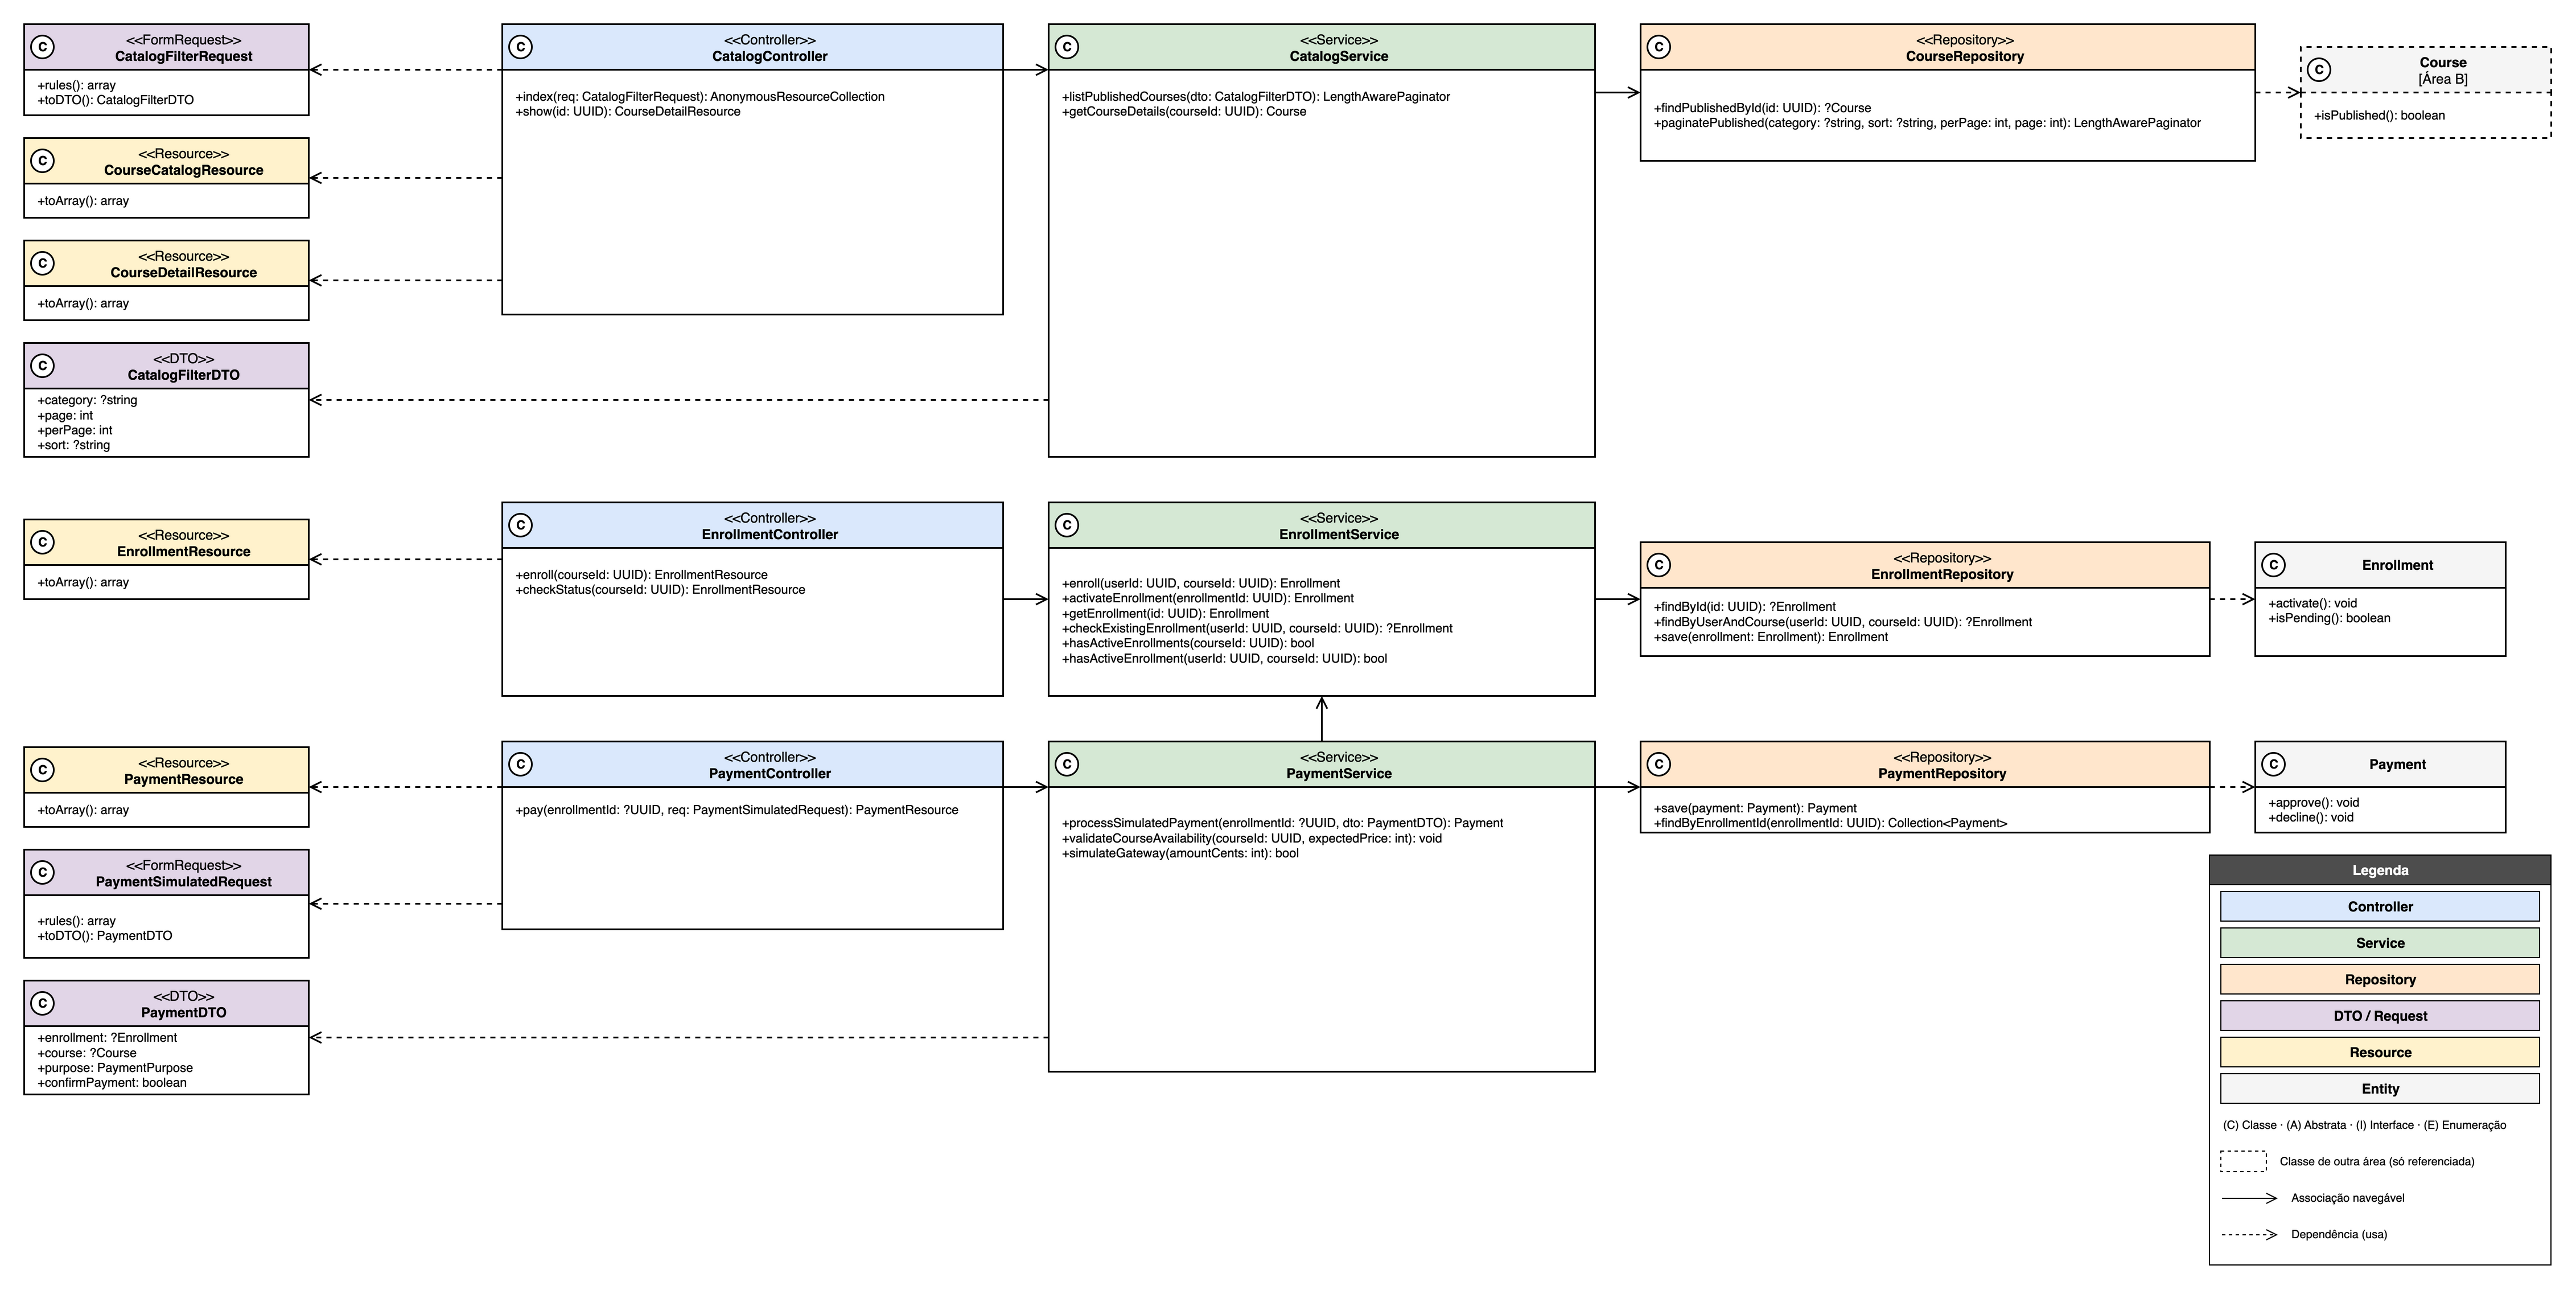 C
<<FormRequest>>
CatalogFilterRequest
+rules(): array
+toDTO(): CatalogFilterDTO
C
<<Resource>>
CourseCatalogResource
+toArray(): array
C
<<Resource>>
CourseDetailResource
+toArray(): array
C
<<DTO>>
CatalogFilterDTO
+category: ?string
+page: int
+perPage: int
+sort: ?string
C
<<Controller>>
CatalogController
+index(req: CatalogFilterRequest): AnonymousResourceCollection
+show(id: UUID): CourseDetailResource
C
<<Service>>
CatalogService
+listPublishedCourses(dto: CatalogFilterDTO): LengthAwarePaginator
+getCourseDetails(courseId: UUID): Course
C
<<Repository>>
CourseRepository
+findPublishedById(id: UUID): ?Course
+paginatePublished(category: ?string, sort: ?string, perPage: int, page: int): LengthAwarePaginator
C
Course
[Área B]
+isPublished(): boolean
C
<<Resource>>
EnrollmentResource
+toArray(): array
C
<<Controller>>
EnrollmentController
+enroll(courseId: UUID): EnrollmentResource
+checkStatus(courseId: UUID): EnrollmentResource
C
<<Service>>
EnrollmentService
+enroll(userId: UUID, courseId: UUID): Enrollment
+activateEnrollment(enrollmentId: UUID): Enrollment
+getEnrollment(id: UUID): Enrollment
+checkExistingEnrollment(userId: UUID, courseId: UUID): ?Enrollment
+hasActiveEnrollments(courseId: UUID): bool
+hasActiveEnrollment(userId: UUID, courseId: UUID): bool
C
<<Repository>>
EnrollmentRepository
+findById(id: UUID): ?Enrollment
+findByUserAndCourse(userId: UUID, courseId: UUID): ?Enrollment
+save(enrollment: Enrollment): Enrollment
C
Enrollment
+activate(): void
+isPending(): boolean
C
<<Resource>>
PaymentResource
+toArray(): array
C
<<FormRequest>>
PaymentSimulatedRequest
+rules(): array
+toDTO(): PaymentDTO
C
<<DTO>>
PaymentDTO
+enrollment: ?Enrollment
+course: ?Course
+purpose: PaymentPurpose
+confirmPayment: boolean
C
<<Controller>>
PaymentController
+pay(enrollmentId: ?UUID, req: PaymentSimulatedRequest): PaymentResource
C
<<Service>>
PaymentService
+processSimulatedPayment(enrollmentId: ?UUID, dto: PaymentDTO): Payment
+validateCourseAvailability(courseId: UUID, expectedPrice: int): void
+simulateGateway(amountCents: int): bool
C
<<Repository>>
PaymentRepository
+save(payment: Payment): Payment
+findByEnrollmentId(enrollmentId: UUID): Collection<Payment>
C
Payment
+approve(): void
+decline(): void
Legenda
Controller
Service
Repository
DTO / Request
Resource
Entity
(C) Classe · (A) Abstrata · (I) Interface · (E) Enumeração
Classe de outra área (só referenciada)
Associação navegável
Dependência (usa)